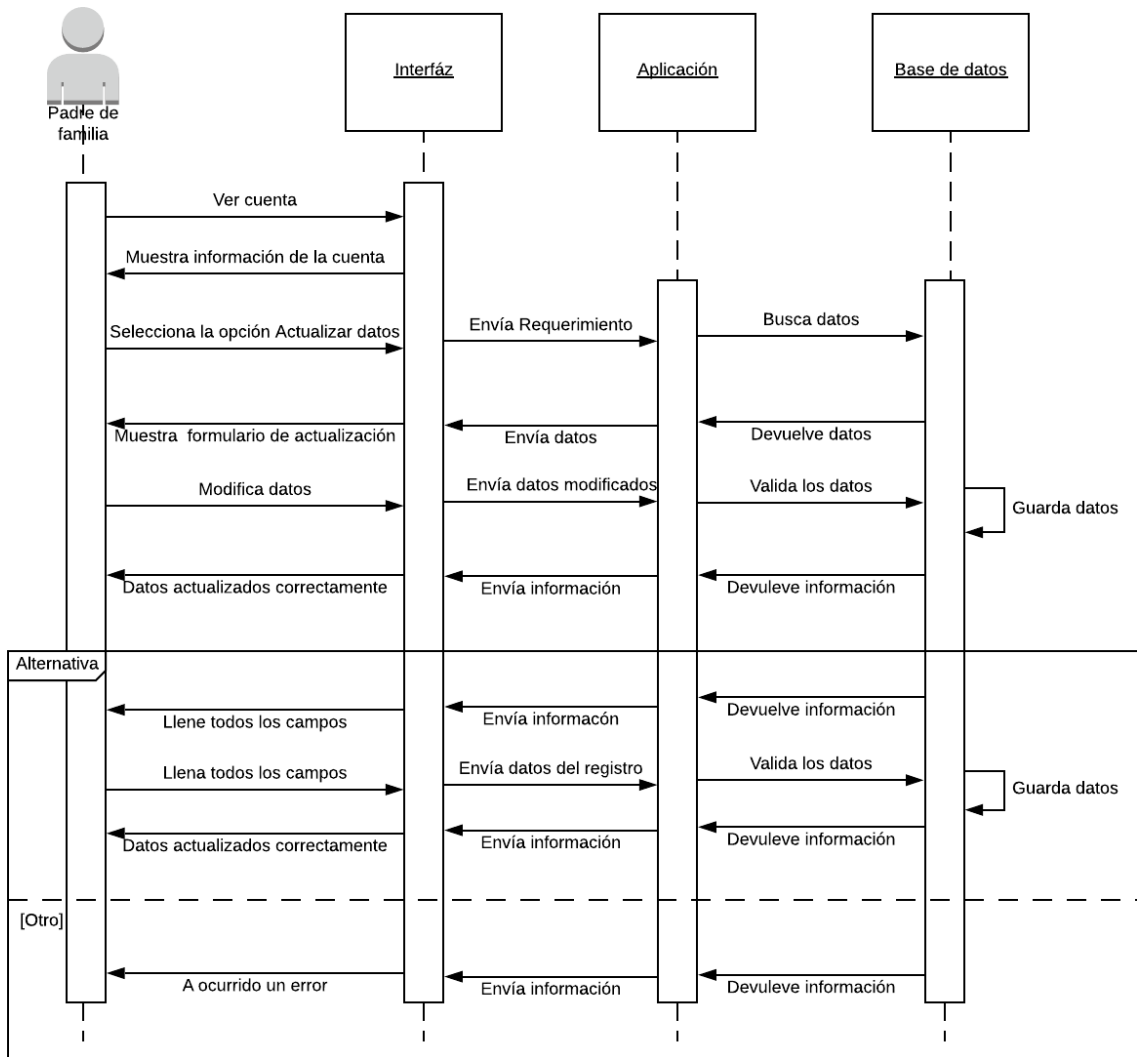 Padre de
familia
Interfáz
Aplicación
Base de datos
Ver cuenta
Muestra información de la cuenta
Selecciona la opción Actualizar datos
Envía Requerimiento
Busca datos
Muestra formulario de actualización
Envía datos
Devuelve datos
Modifica datos
Envía datos modificados
Valida los datos
Guarda datos
Datos actualizados correctamente
Envía información
Devuleve información
Alternativa
Llene todos los campos
Envía informacón
Devuelve información
Llena todos los campos
Envía datos del registro
Valida los datos
Guarda datos
Datos actualizados correctamente
Envía información
Devuleve información
[Otro]
A ocurrido un error
Envía información
Devuleve información